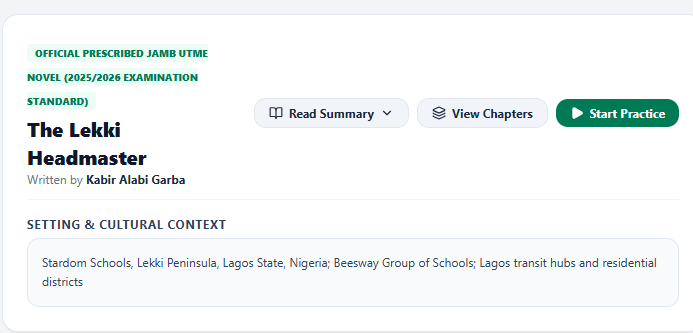 OFFICIAL PRESCRIBED JAMB UTME
NOVEL (2025/2026 EXAMINATION
STANDARD)
The Lekki
Headmaster
Written by Kabir Alabi Garba
Read Summary
View Chapters
Start Practice
SETTING & CULTURAL CONTEXT
Stardom Schools, Lekki Peninsula, Lagos State, Nigeria; Beesway Group of Schools; Lagos transit hubs and residential
districts